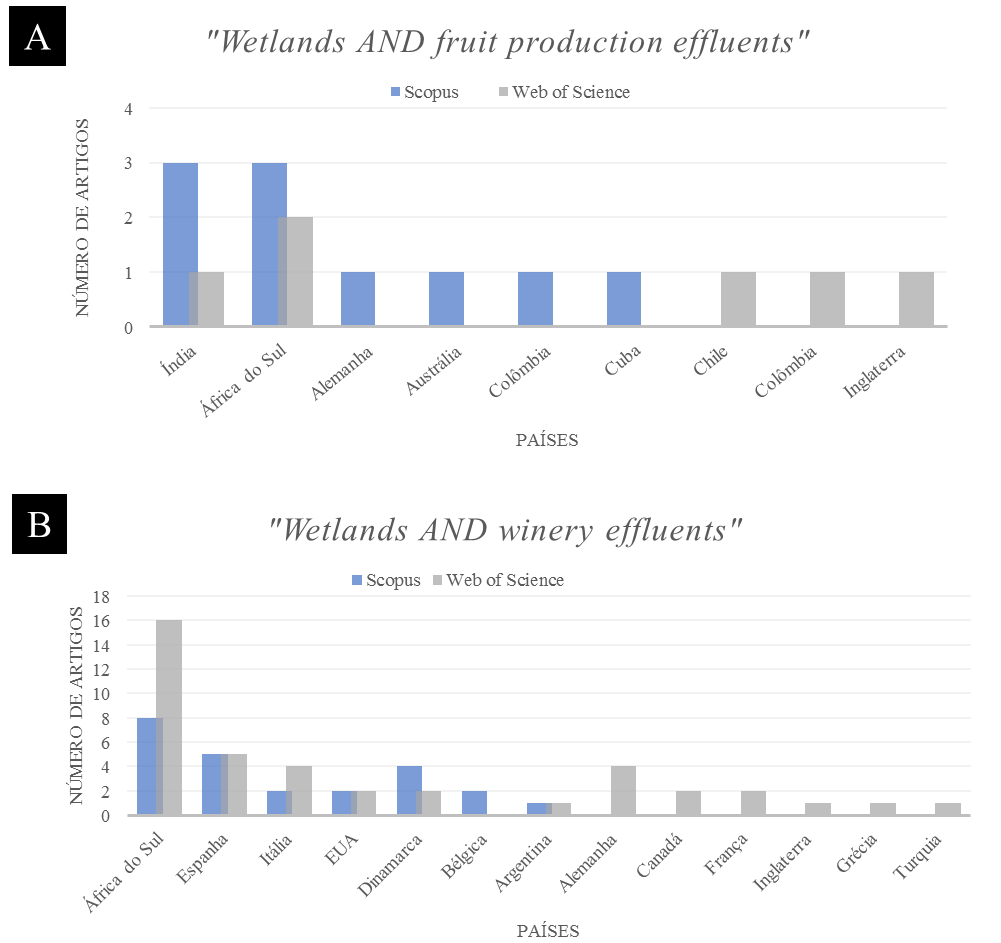 A
"Wetlands AND fruit production effluents"
Scopus Web of Science
NÚMERO DE ARTIGOS
4
3
2
1
0
Índia África do Sul Alemanha Austrália Colômbia Cuba Chile Colômbia Inglaterra
PAÍSES
B
"Wetlands AND winery effluents"
Scopus Web of Science
NÚMERO DE ARTIGOS
18
16
14
12
10
8
6
4
2
0
África do Sul Espanha Itália EUA Dinamarca Bélgica Argentina Alemanha Canadá França Inglaterra Grécia Turquia
PAÍSES